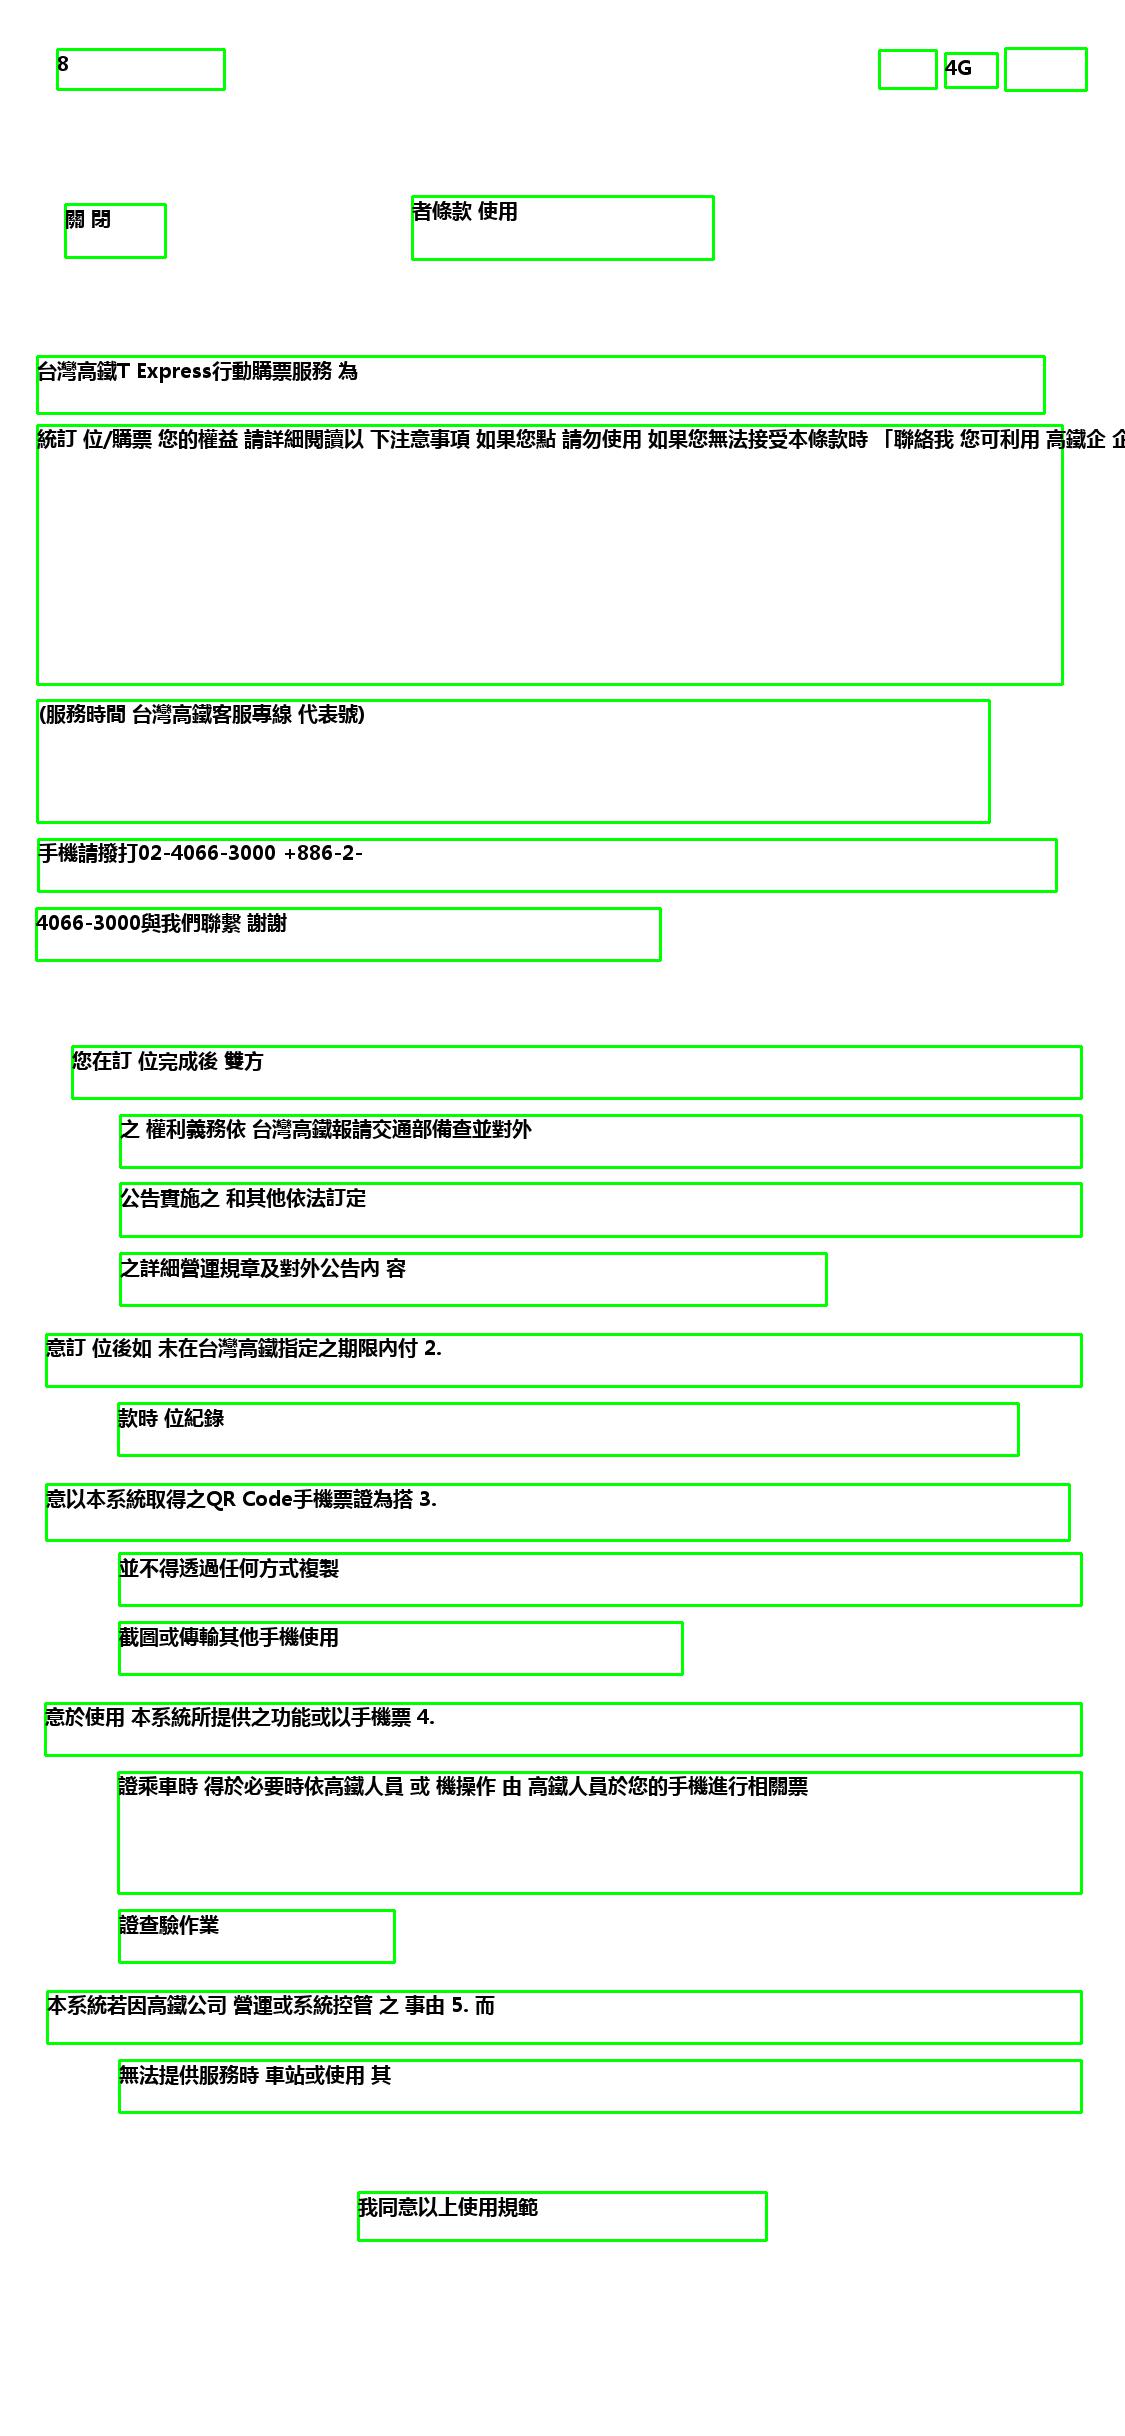 8
4G
關 閉
者條款 使用
台灣高鐵T Express行動購票服務 為
統訂 位/購票 您的權益 請詳細閱讀以 下注意事項 如果您點 請勿使用 如果您無法接受本條款時 「聯絡我 您可利用 高鐵企
(服務時間 台灣高鐵客服專線 代表號)
手機請撥打02-4066-3000 +886-2-
4066-3000與我們聯繫 謝謝
您在訂 位完成後 雙方
之 權利義務依 台灣高鐵報請交通部備查並對外
公告實施之 和其他依法訂定
之詳細營運規章及對外公告內 容
意訂 位後如 未在台灣高鐵指定之期限內付 2.
款時 位紀錄
意以本系統取得之QR Code手機票證為搭 3.
並不得透過任何方式複製
截圖或傳輸其他手機使用
意於使用 本系統所提供之功能或以手機票 4.
證乘車時 得於必要時依高鐵人員 或 機操作 由 高鐵人員於您的手機進行相關票
證查驗作業
本系統若因高鐵公司 營運或系統控管 之 事由 5. 而
無法提供服務時 車站或使用 其
我同意以上使用規範